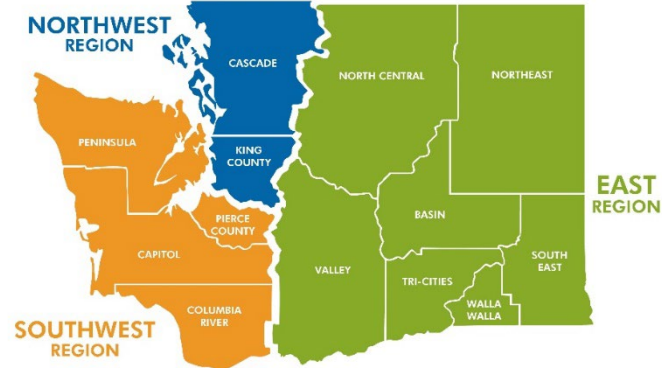 NORTHWEST
REGION
CASCADE
NORTH CENTRAL
NORTHEAST
PENINSULA
KING
COUNTY
EAST
REGION
PIERCE
COUNTY
BASIN
CAPITOL
VALLEY
SOUTH
EAST
TRI-CITIES
COLUMBIA
RIVER
WALLA
WALLA
SOUTHWEST
REGION